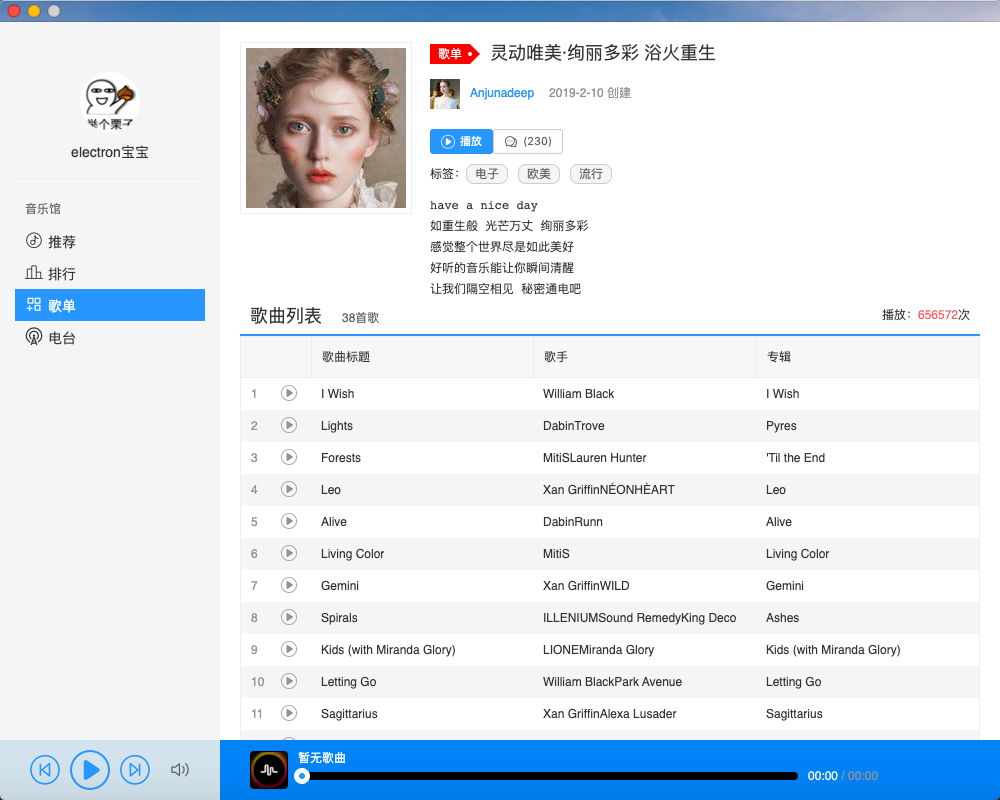 举个栗子
electron宝宝
音乐馆
推荐
排行
歌单
电台
歌单
灵动唯美·绚丽多彩 浴火重生
Anjunadeep 2019-2-10 创建
播放 (230)
标签: 电子 欧美 流行
have a nice day
如重生般 光芒万丈 绚丽多彩
感觉整个世界尽是如此美好
好听的音乐能让你瞬间清醒
让我们隔空相见 秘密通电吧
歌曲列表 38首歌 播放: 656572次
歌曲标题 歌手 专辑
1 I Wish William Black I Wish
2 Lights DabinTrove Pyres
3 Forests MitiSLauren Hunter 'Til the End
4 Leo Xan GriffinNÉONHÈART Leo
5 Alive DabinRunn Alive
6 Living Color MitiS Living Color
7 Gemini Xan GriffinWILD Gemini
8 Spirals ILLENIUMSound RemedyKing Deco Ashes
9 Kids (with Miranda Glory) LIONEMiranda Glory Kids (with Miranda Glory)
10 Letting Go William BlackPark Avenue Letting Go
11 Sagittarius Xan GriffinAlexa Lusader Sagittarius
暂无歌曲
00:00 / 00:00